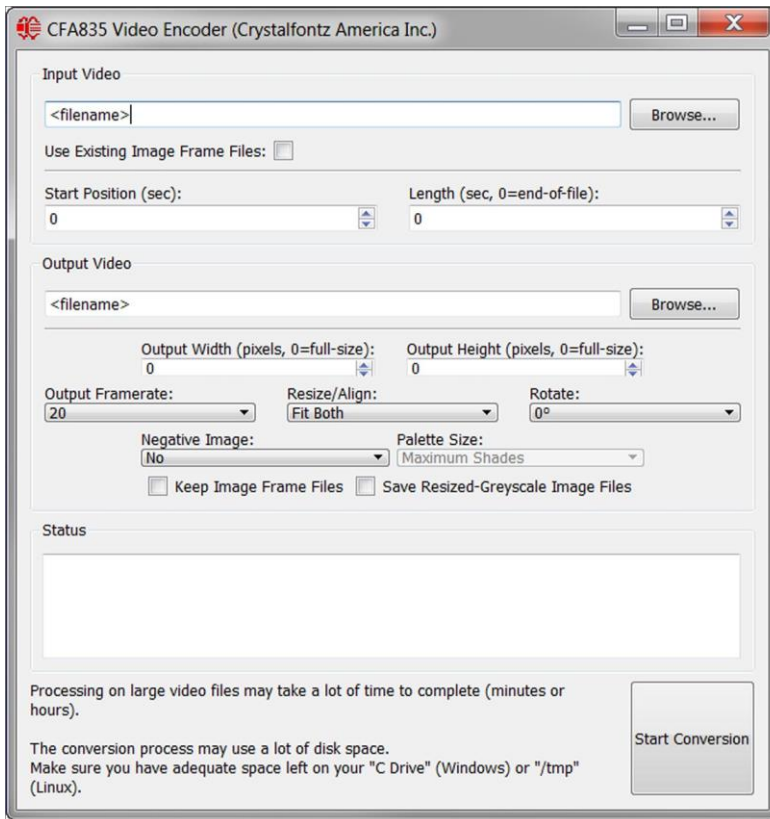 CFA835 Video Encoder (Crystalfontz America Inc.)
Input Video
<filename>
Browse...
Use Existing Image Frame Files:
Start Position (sec):
Length (sec, 0=end-of-file):
0
0
Output Video
<filename>
Browse...
Output Width (pixels, 0=full-size):
Output Height (pixels, 0=full-size):
0
0
Output Framerate:
Resize/Align:
Rotate:
20
Fit Both
0°
Negative Image:
Palette Size:
No
Maximum Shades
Keep Image Frame Files
Save Resized-Greyscale Image Files
Status
Processing on large video files may take a lot of time to complete (minutes or
hours).
The conversion process may use a lot of disk space.
Make sure you have adequate space left on your "C Drive" (Windows) or "/tmp"
(Linux).
Start Conversion